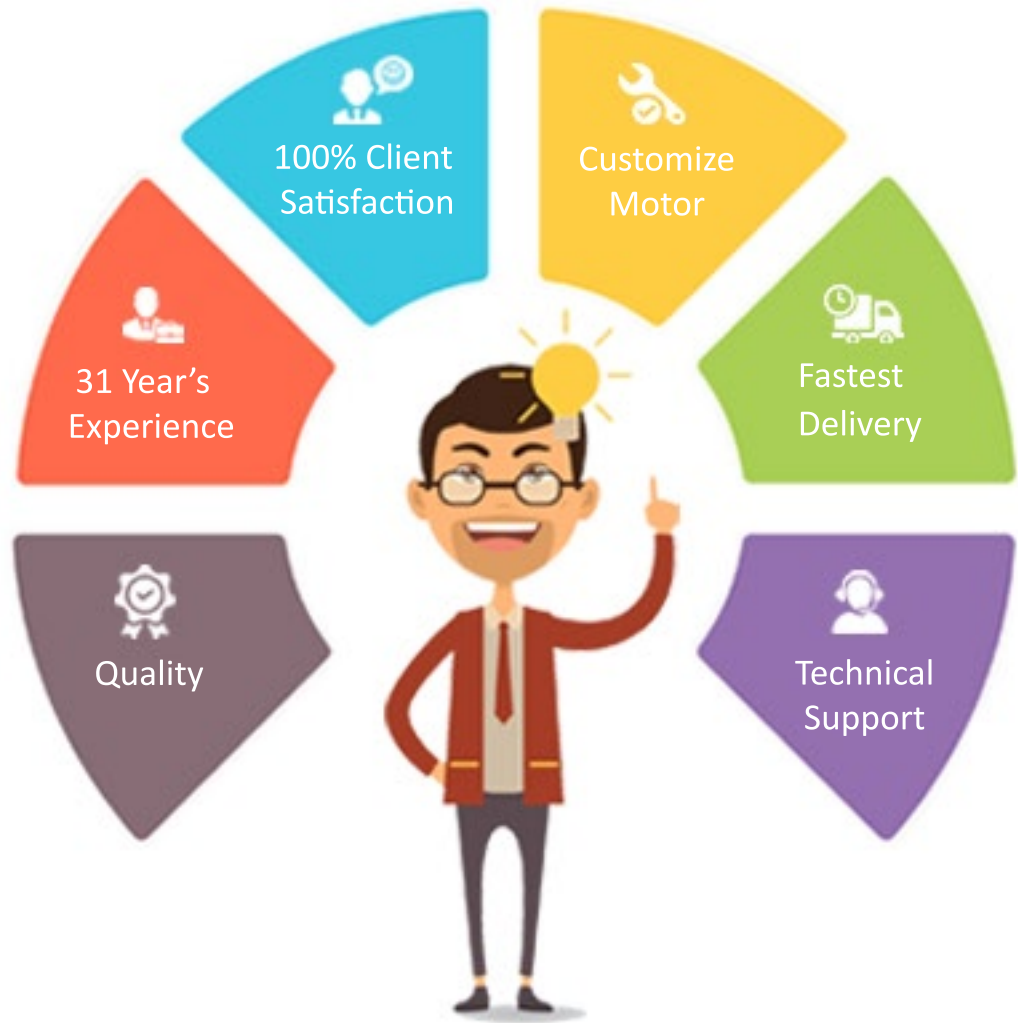 100% Client
Satisfaction
Customize
Motor
31 Year’s
Experience
Fastest
Delivery
Quality
Technical
Support